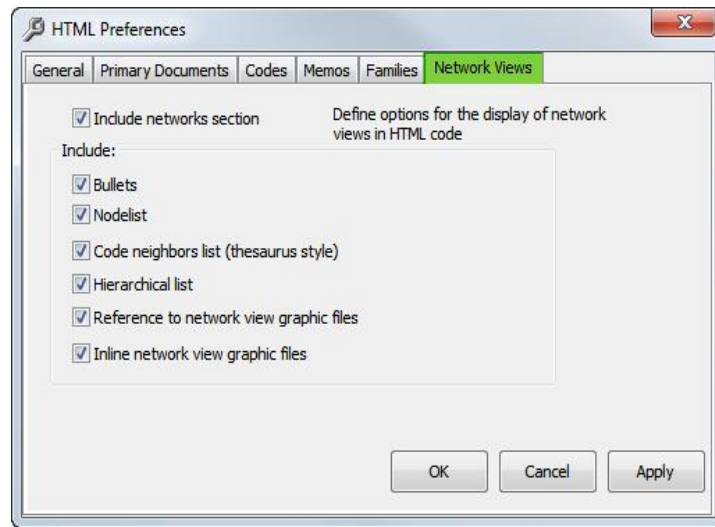 HTML Preferences
General Primary Documents Codes Memos Families Network Views
Include networks section
Define options for the display of network
views in HTML code
Include:
Bullets
Nodelist
Code neighbors list (thesaurus style)
Hierarchical list
Reference to network view graphic files
Inline network view graphic files
OK Cancel Apply